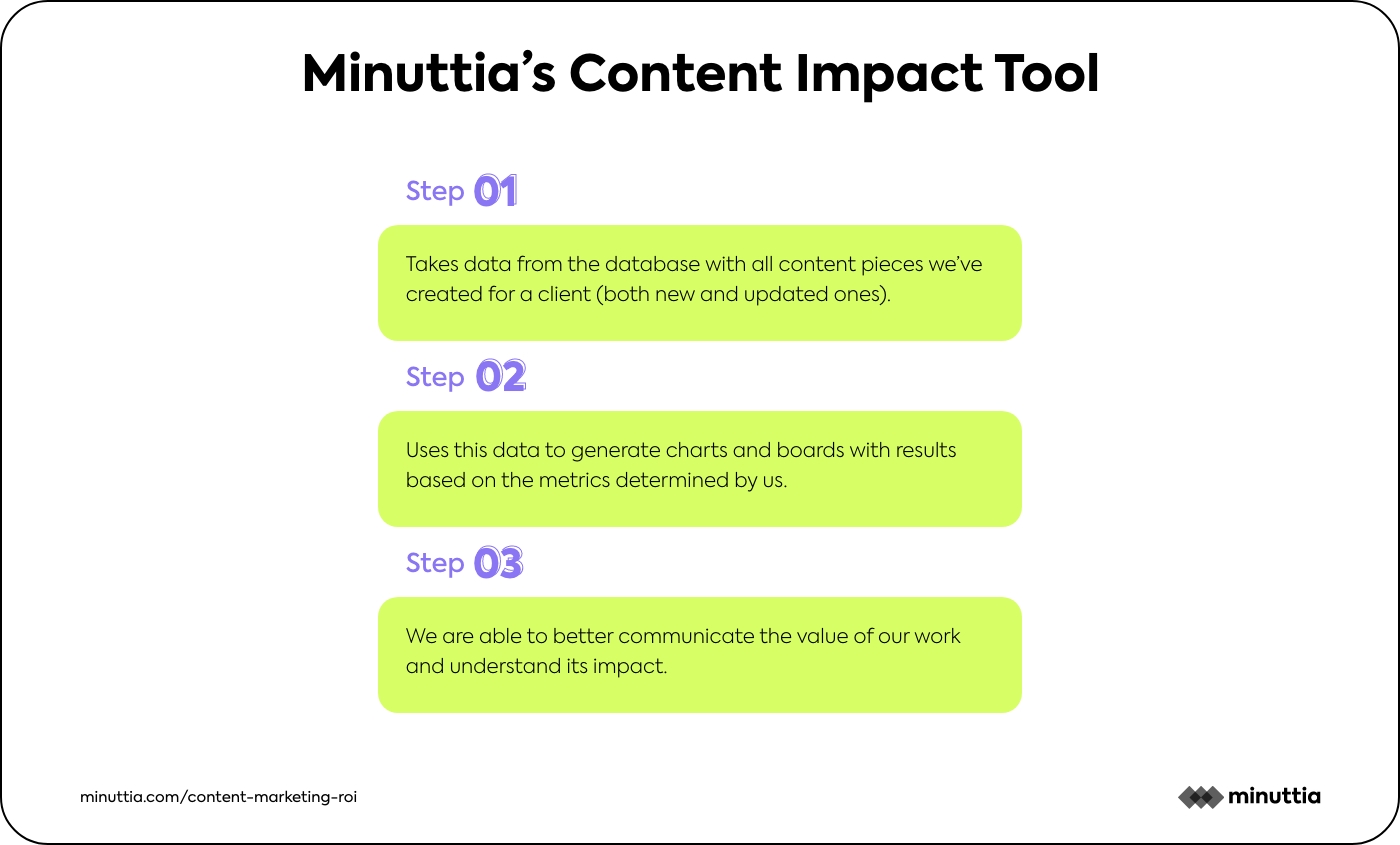 Minuttia’s Content Impact Tool
Step 01
Takes data from the database with all content pieces we’ve
created for a client (both new and updated ones).
Step 02
Uses this data to generate charts and boards with results
based on the metrics determined by us.
Step 03
We are able to better communicate the value of our work
and understand its impact.
minuttia.com/content-marketing-roi
minuttia